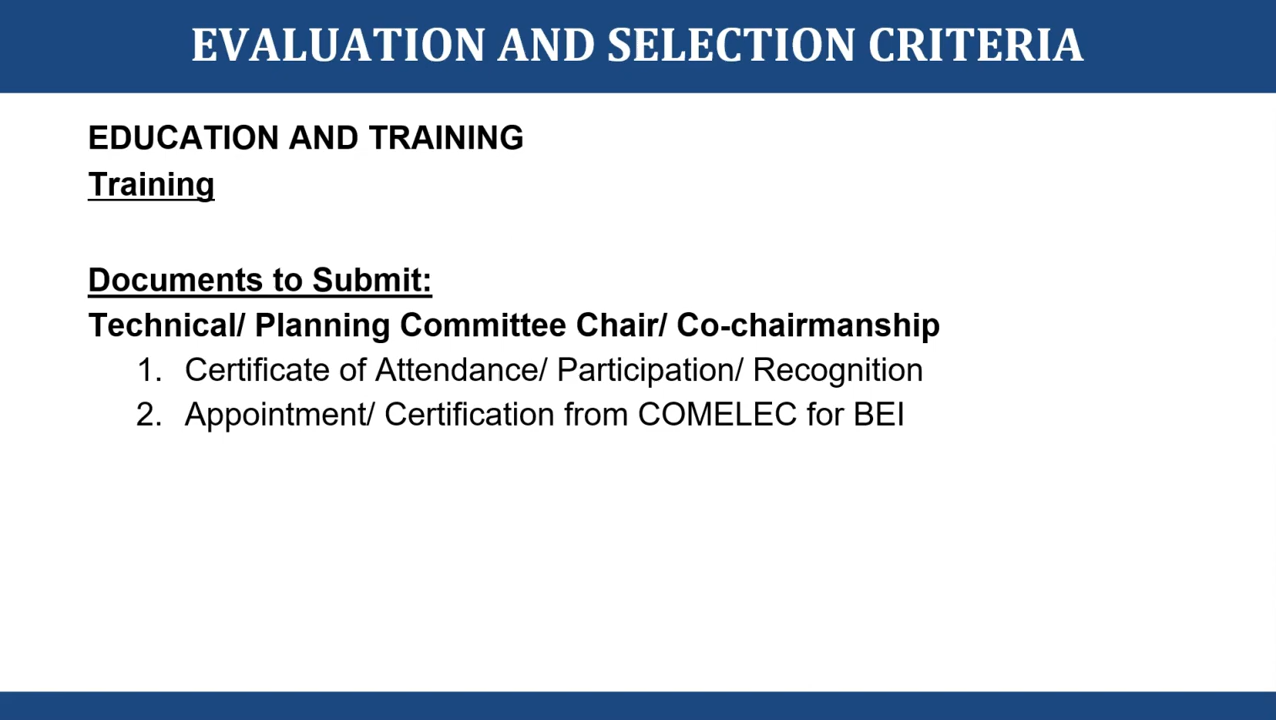 EVALUATION AND SELECTION CRITERIA
EDUCATION AND TRAINING
Training
Documents to Submit:
Technical/ Planning Committee Chair/ Co-chairmanship
1. Certificate of Attendance/ Participation/ Recognition
2. Appointment/ Certification from COMELEC for BEI